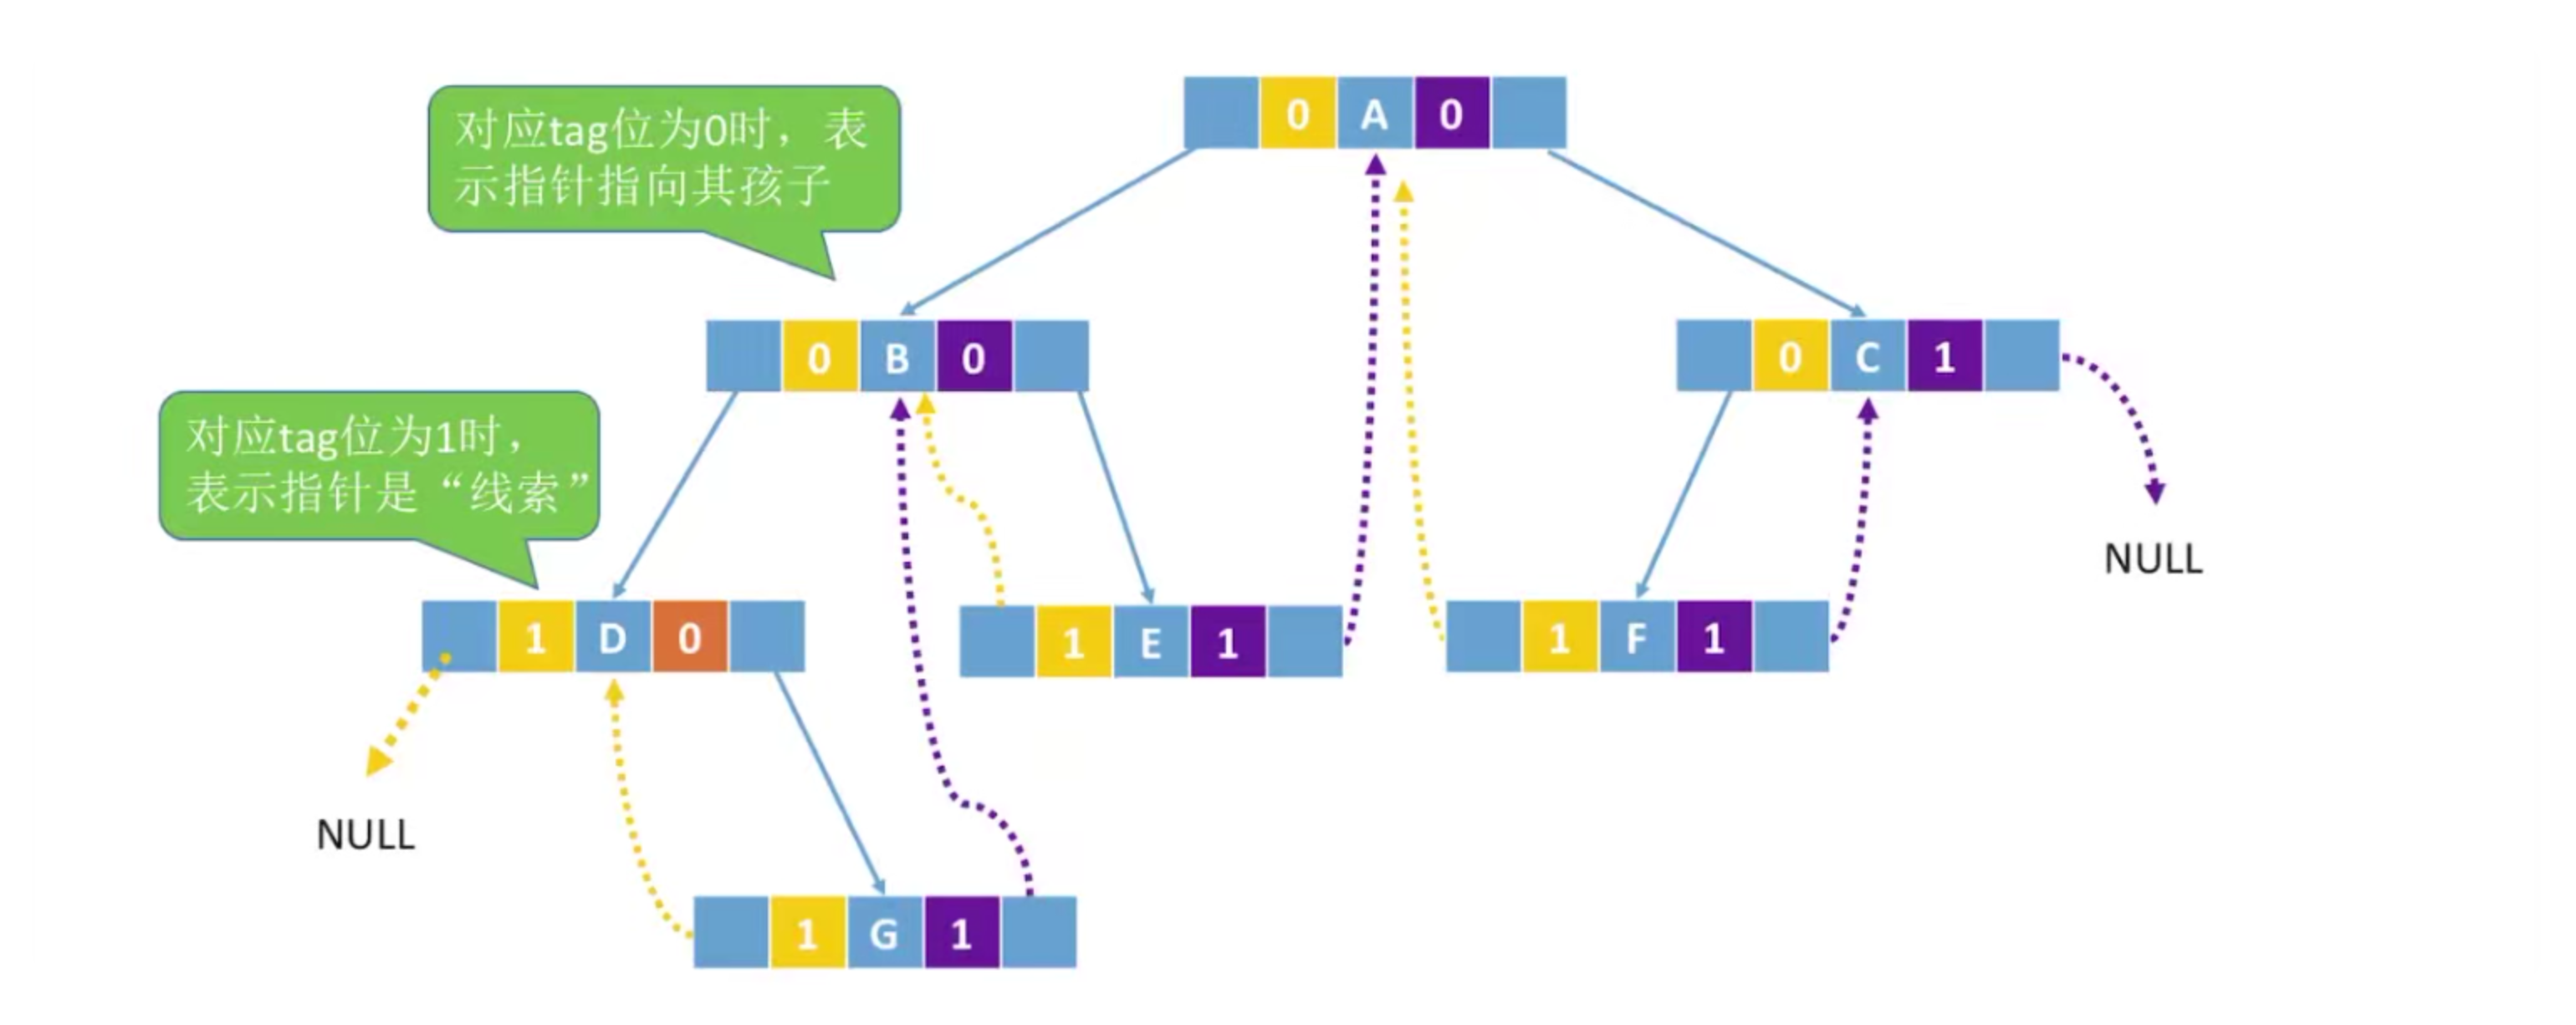 对应tag位为0时，表
示指针指向其孩子
0 A 0
0 B 0
0 C 1
对应tag位为1时，
表示指针是“线索”
NULL
1 D 0
1 E 1
1 F 1
NULL
1 G 1